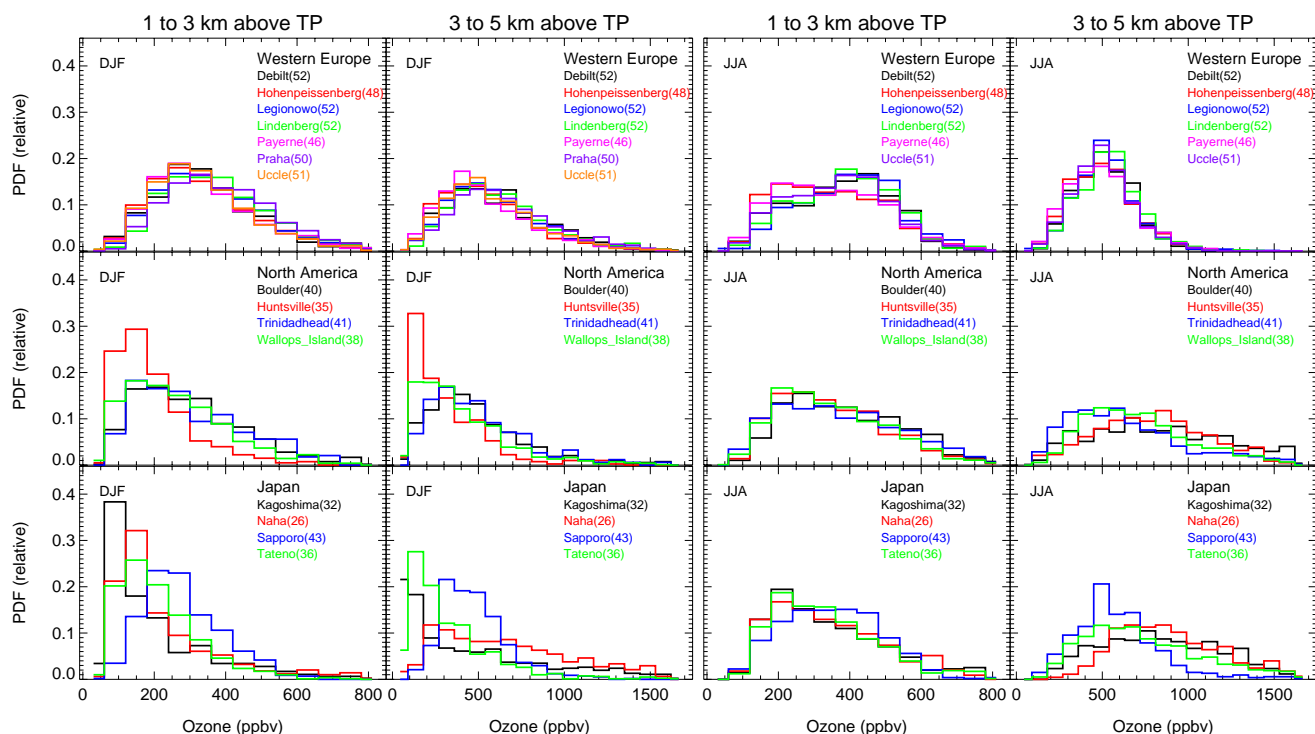 1 to 3 km above TP
3 to 5 km above TP
1 to 3 km above TP
3 to 5 km above TP
PDF (relative)
0.4
0.3
0.2
0.1
0.0
DJF
Western Europe
Debilt(52)
Hohenpeissenberg(48)
Legionowo(52)
Lindenberg(52)
Payerne(46)
Praha(50)
Uccle(51)
DJF
Western Europe
Debilt(52)
Hohenpeissenberg(48)
Legionowo(52)
Lindenberg(52)
Payerne(46)
Praha(50)
Uccle(51)
JJA
Western Europe
Debilt(52)
Hohenpeissenberg(48)
Legionowo(52)
Lindenberg(52)
Payerne(46)
Uccle(51)
JJA
Western Europe
Debilt(52)
Hohenpeissenberg(48)
Legionowo(52)
Lindenberg(52)
Payerne(46)
Uccle(51)
PDF (relative)
0.4
0.3
0.2
0.1
0.0
DJF
North America
Boulder(40)
Huntsville(35)
Trinidadhead(41)
Wallops_Island(38)
DJF
North America
Boulder(40)
Huntsville(35)
Trinidadhead(41)
Wallops_Island(38)
JJA
North America
Boulder(40)
Huntsville(35)
Trinidadhead(41)
Wallops_Island(38)
JJA
North America
Boulder(40)
Huntsville(35)
Trinidadhead(41)
Wallops_Island(38)
PDF (relative)
0.4
0.3
0.2
0.1
0.0
DJF
Japan
Kagoshima(32)
Naha(26)
Sapporo(43)
Tateno(36)
DJF
Japan
Kagoshima(32)
Naha(26)
Sapporo(43)
Tateno(36)
JJA
Japan
Kagoshima(32)
Naha(26)
Sapporo(43)
Tateno(36)
JJA
Japan
Kagoshima(32)
Naha(26)
Sapporo(43)
Tateno(36)
0 200 400 600 800
500 1000 1500
0 200 400 600 800
500 1000 1500
Ozone (ppbv)
Ozone (ppbv)
Ozone (ppbv)
Ozone (ppbv)